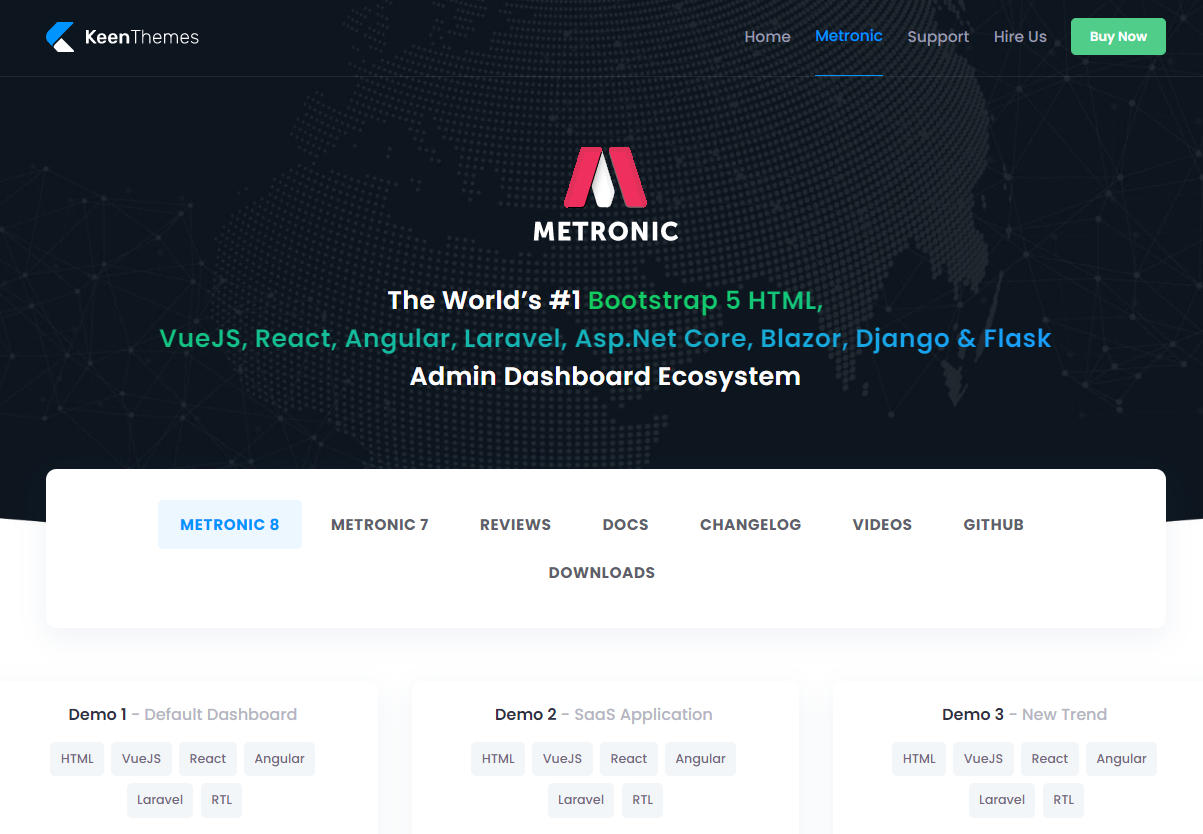 KeenThemes
Home Metronic Support Hire Us Buy Now
METRONIC
The World’s #1 Bootstrap 5 HTML,
VueJS, React, Angular, Laravel, Asp.Net Core, Blazor, Django & Flask
Admin Dashboard Ecosystem
METRONIC 8 METRONIC 7 REVIEWS DOCS CHANGELOG VIDEOS GITHUB
DOWNLOADS
Demo 1 - Default Dashboard
HTML VueJS React Angular
Laravel RTL
Demo 2 - SaaS Application
HTML VueJS React Angular
Laravel RTL
Demo 3 - New Trend
HTML VueJS React Angular
Laravel RTL